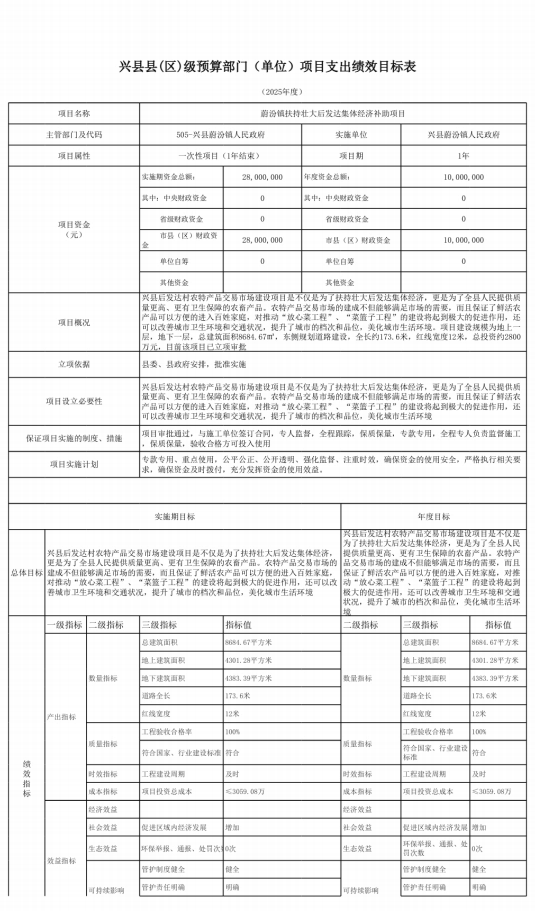 兴县县(区)级预算部门（单位）项目支出绩效目标表
（2025年度）
项目名称 蔚汾镇扶持壮大后发达集体经济补助项目
主管部门及代码 505-兴县蔚汾镇人民政府 实施单位 兴县蔚汾镇人民政府
项目属性 一次性项目（1年结束） 项目期 1年
项目资金（元） 实施期资金总额： 28,000,000 年度资金总额： 10,000,000
其中：中央财政资金 0 其中：中央财政资金 0
省级财政资金 0 省级财政资金 0
市县（区）财政资金 28,000,000 市县（区）财政资金 10,000,000
单位自筹 0 单位自筹 0
其他资金 其他资金
项目概况
兴县后发达村农特产品交易市场建设项目是不仅是为了扶持壮大后发达集体经济，更是为了全县人民提供质
量更高、更有卫生保障的农畜产品。农特产品交易市场的建成不但能够满足市场的需要，而且保证了鲜活农
产品可以方便的进入百姓家庭，对推动“放心菜工程”、“菜篮子工程”的建设将起到极大的促进作用，还
可以改善城市卫生环境和交通状况，提升了城市的档次和品位，美化城市生活环境。项目建设规模为地上一
层，地下一层，总建筑面积8684.67㎡，东侧规划道路建设，全长约173.6米，红线宽度12米，总投资约2800
万元，目前该项目已立项审批
立项依据 县委、县政府安排，批准实施
项目设立必要性
兴县后发达村农特产品交易市场建设项目是不仅是为了扶持壮大后发达集体经济，更是为了全县人民提供质
量更高、更有卫生保障的农畜产品。农特产品交易市场的建成不但能够满足市场的需要，而且保证了鲜活农
产品可以方便的进入百姓家庭，对推动“放心菜工程”、“菜篮子工程”的建设将起到极大的促进作用，还
可以改善城市卫生环境和交通状况，提升了城市的档次和品位，美化城市生活环境
保证项目实施的制度、措施
项目审批通过，与施工单位签订合同，专人监督，全程跟踪，保质保量，专款专用，全程专人负责监督施工
，保质保量，验收合格方可投入使用
项目实施计划
专款专用、重点使用，公平公正、公开透明、强化监督、注重时效，确保资金的使用安全，严格执行相关要
求，确保资金及时拨付，充分发挥资金的使用效益。
实施期目标 年度目标
总体目标
兴县后发达村农特产品交易市场建设项目是不仅是为了扶持壮大后发达集体经济，
更是为了全县人民提供质量更高、更有卫生保障的农畜产品。农特产品交易市场的
建成不但能够满足市场的需要，而且保证了鲜活农产品可以方便的进入百姓家庭，
对推动“放心菜工程”、“菜篮子工程”的建设将起到极大的促进作用，还可以改
善城市卫生环境和交通状况，提升了城市的档次和品位，美化城市生活环境
兴县后发达村农特产品交易市场建设项目是不仅是
为了扶持壮大后发达集体经济，更是为了全县人民
提供质量更高、更有卫生保障的农畜产品。农特产
品交易市场的建成不但能够满足市场的需要，而且
保证了鲜活农产品可以方便的进入百姓家庭，对推
动“放心菜工程”、“菜篮子工程”的建设将起到
极大的促进作用，还可以改善城市卫生环境和交通
状况，提升了城市的档次和品位，美化城市生活环
境
绩效指标
一级指标 二级指标 三级指标 指标值 二级指标 三级指标 指标值
产出指标 数量指标 总建筑面积 8684.67平方米 数量指标 总建筑面积 8684.67平方米
地上建筑面积 4301.28平方米 地上建筑面积 4301.28平方米
地下建筑面积 4383.39平方米 地下建筑面积 4383.39平方米
道路全长 173.6米 道路全长 173.6米
红线宽度 12米 红线宽度 12米
质量指标 工程验收合格率 100% 质量指标 工程验收合格率 100%
符合国家、行业建设标准 符合 符合国家、行业建设标准 符合
时效指标 工程建设周期 及时 时效指标 工程建设周期 及时
成本指标 项目投资总成本 ≤3059.08万 成本指标 项目投资总成本 ≤3059.08万
效益指标 经济效益 经济效益
社会效益 促进区域内经济发展 增加 社会效益 促进区域内经济发展 增加
生态效益 环保举报、通报、处罚次数 0次 生态效益 环保举报、通报、处罚次数 0次
可持续影响 管护制度健全 健全 可持续影响 管护制度健全 健全
管护责任明确 明确 管护责任明确 明确